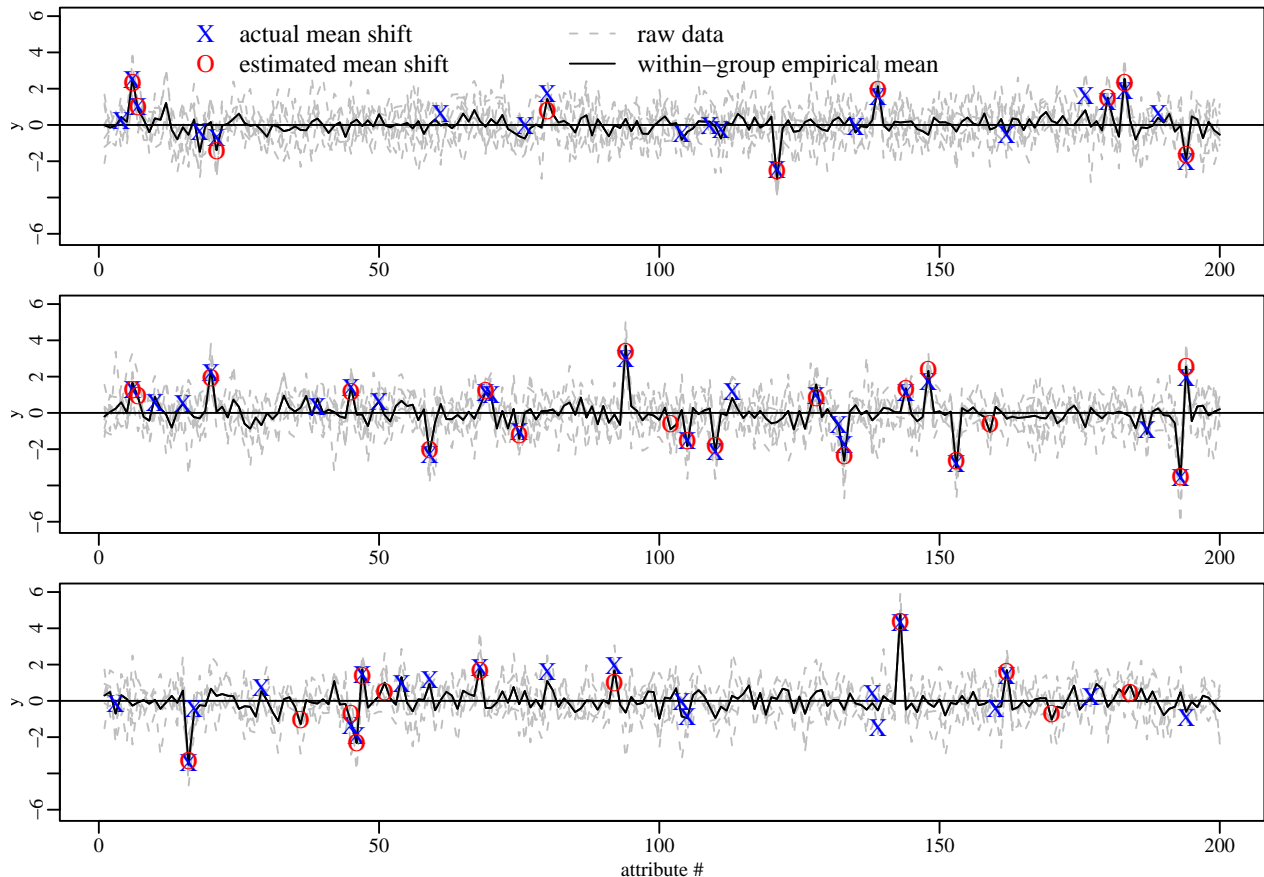 6
4
2
0
−2
−6
y
X actual mean shift
O estimated mean shift
raw data
within−group empirical mean
0 50 100 150 200
6
4
2
0
−2
−6
y
0 50 100 150 200
6
4
2
0
−2
−6
y
0 50 100 150 200
attribute #